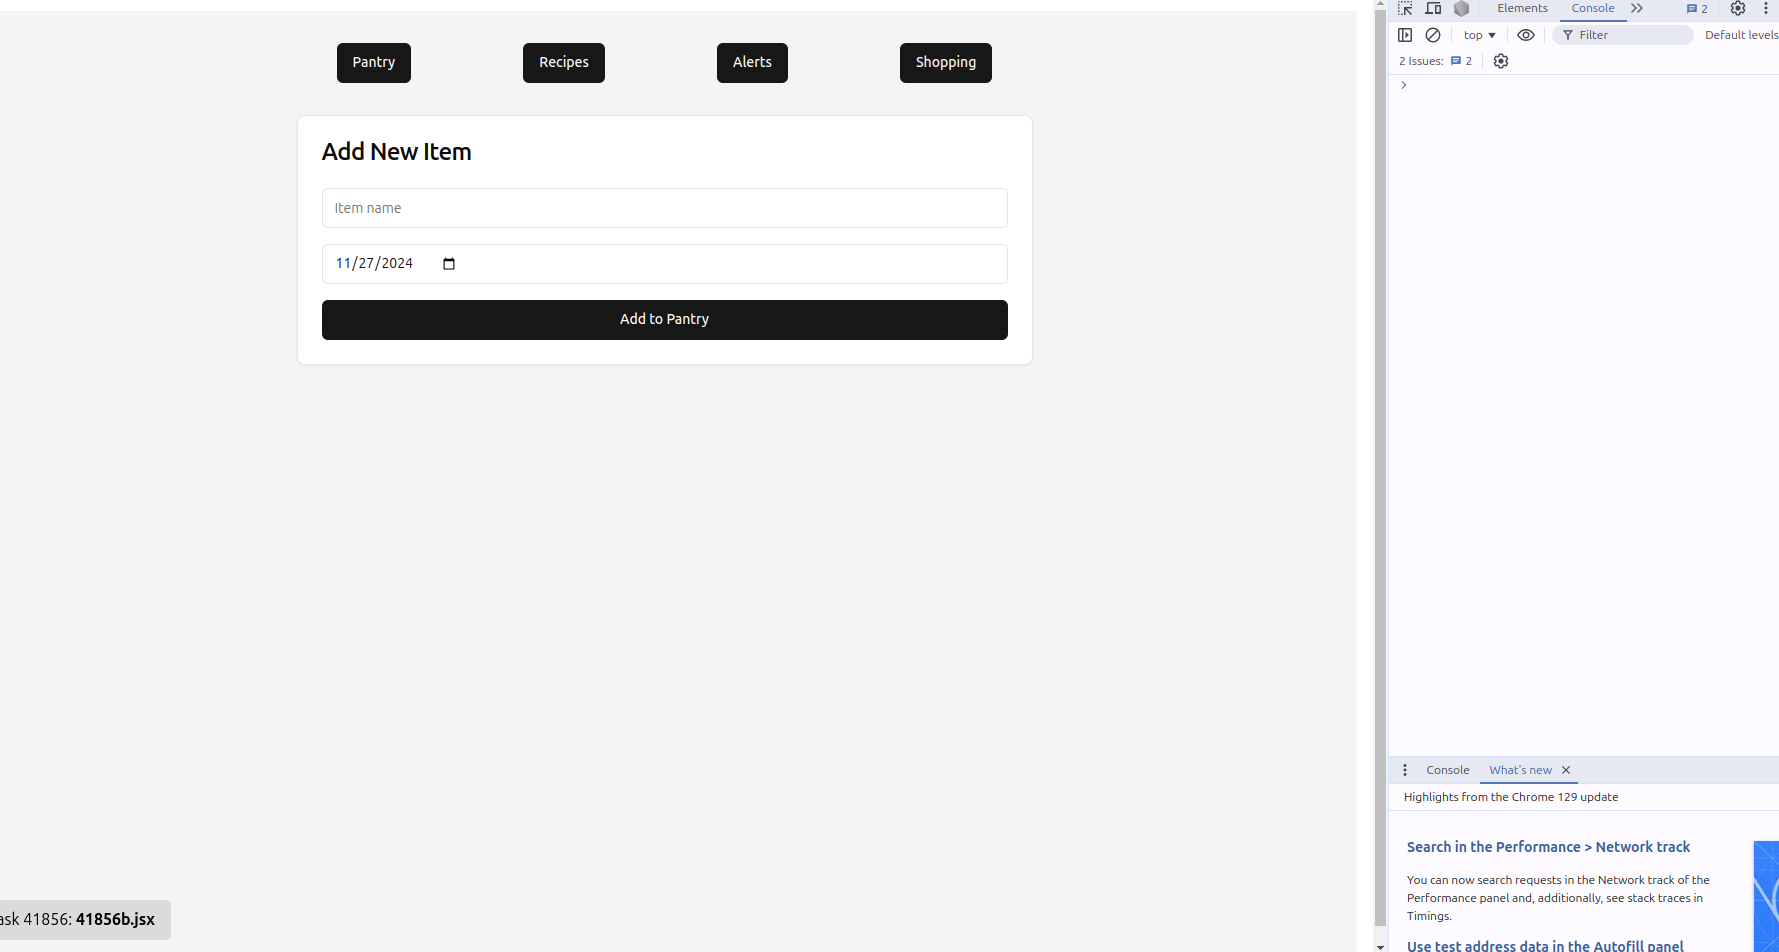 Pantry
Recipes
Alerts
Shopping
Add New Item
Item name
11/27/2024
Add to Pantry
ask 41856: 41856b.jsx
Elements
Console
2
top
Filter
Default levels
2 Issues:
2
Console
What's new
Highlights from the Chrome 129 update
Search in the Performance > Network track
You can now search requests in the Network track of the
Performance panel and, additionally, see stack traces in
Timings.
Use test address data in the Autofill panel